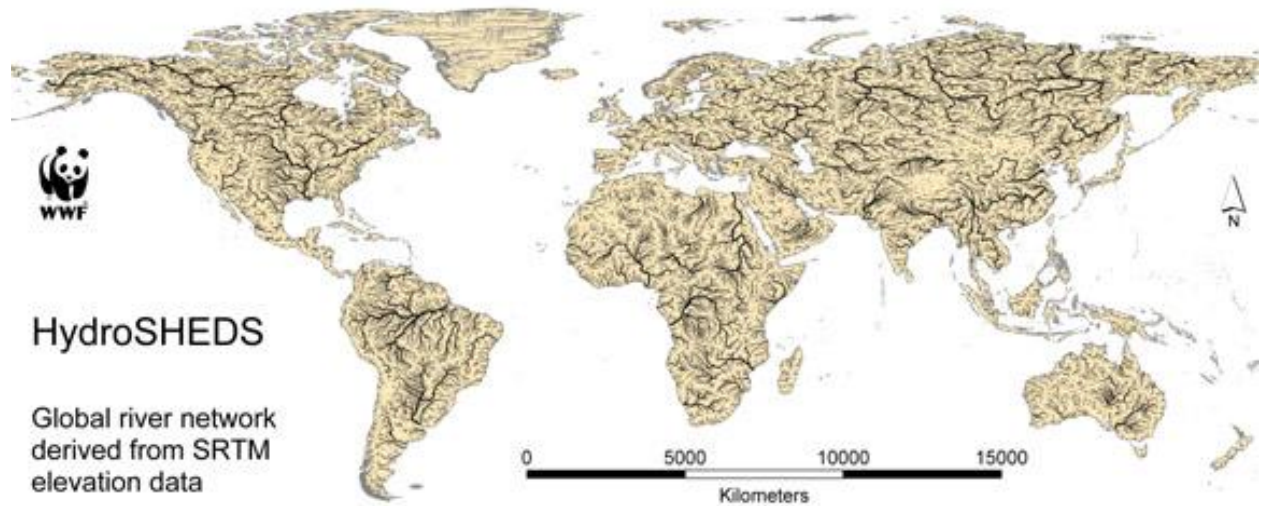 WWF
N
HydroSHEDS
Global river network
derived from SRTM
elevation data
0 5000 10000 15000
Kilometers